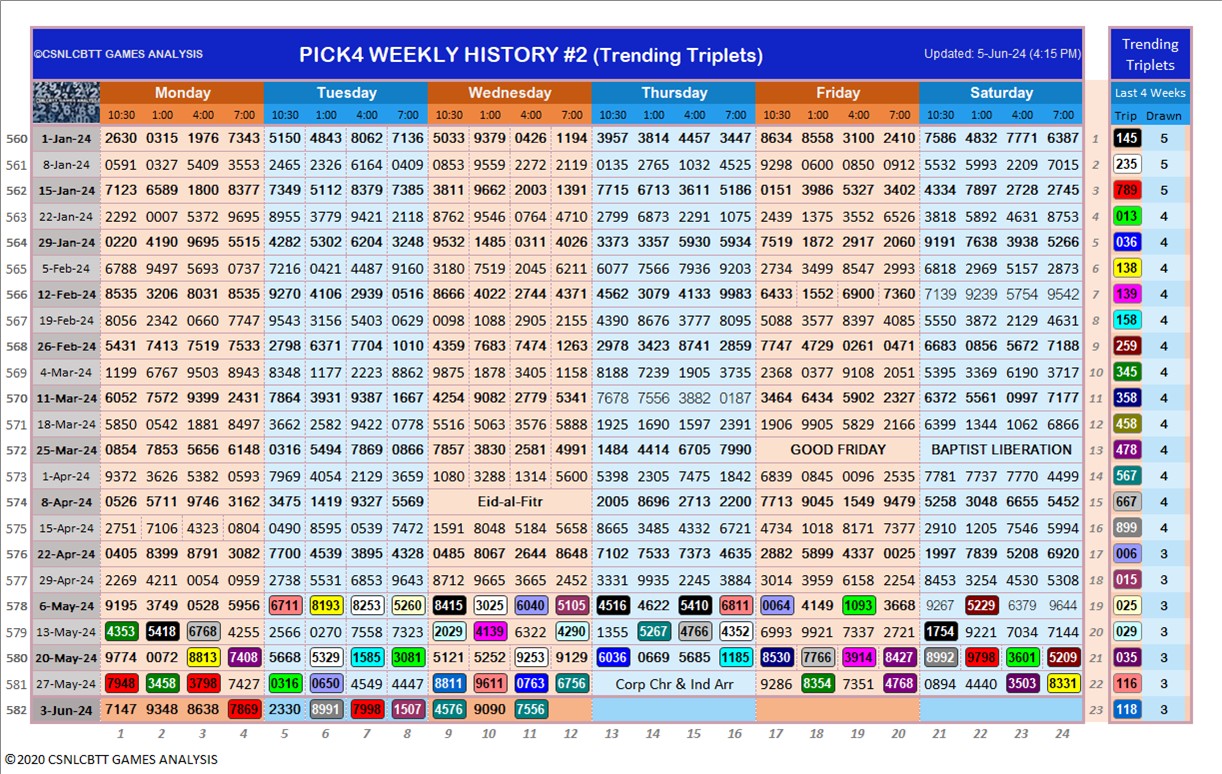 ©CSNLCBTT GAMES ANALYSIS PICK4 WEEKLY HISTORY #2 (Trending Triplets) Updated: 5-Jun-24 (4:15 PM) Trending Triplets
Monday Tuesday Wednesday Thursday Friday Saturday Last 4 Weeks
10:30 1:00 4:00 7:00 10:30 1:00 4:00 7:00 10:30 1:00 4:00 7:00 10:30 1:00 4:00 7:00 10:30 1:00 4:00 7:00 10:30 1:00 4:00 7:00 Trip Drawn
560 1-Jan-24 2630 0315 1976 7343 5150 4843 8062 7136 5033 9379 0426 1194 3957 3814 4457 3447 8634 8558 3100 2410 7586 4832 7771 6387 1 145 5
561 8-Jan-24 0591 0327 5409 3553 2465 2326 6164 0409 0853 9559 2272 2119 0135 2765 1032 4525 9298 0600 0850 0912 5532 5993 2209 7015 2 235 5
562 15-Jan-24 7123 6589 1800 8377 7349 5112 8379 7385 3811 9662 2003 1391 7715 6713 3611 5186 0151 3986 5327 3402 4334 7897 2728 2745 3 789 5
563 22-Jan-24 2292 0007 5372 9695 8955 3779 9421 2118 8762 9546 0764 4710 2799 6873 2291 1075 2439 1375 3552 6526 3818 5892 4631 8753 4 013 4
564 29-Jan-24 0220 4190 9695 5515 4282 5302 6204 3248 9532 1485 0311 4026 3373 3357 5930 5934 7519 1872 2917 2060 9191 7638 3938 5266 5 036 4
565 5-Feb-24 6788 9497 5693 0737 7216 0421 4487 9160 3180 7519 2045 6211 6077 7566 7936 9203 2734 3499 8547 2993 6818 2969 5157 2873 6 138 4
566 12-Feb-24 8535 3206 8031 8535 9270 4106 2939 0516 8666 4022 2744 4371 4562 3079 4133 9983 6433 1552 6900 7360 7139 9239 5754 9542 7 139 4
567 19-Feb-24 8056 2342 0660 7747 9543 3156 5403 0629 9098 1088 2905 2155 4390 8676 3777 8095 5088 3577 8397 4085 5550 3872 2129 4631 8 158 4
568 26-Feb-24 5431 7413 7519 7533 2798 6371 7704 1010 4359 7683 7474 1263 2978 3423 8741 2859 7747 4729 0261 0471 6683 0856 5672 7188 9 259 4
569 4-Mar-24 1199 6767 9503 8943 8348 1177 2223 8862 9875 1878 3405 1158 8188 7239 1905 3735 2368 0377 9108 2051 5395 3369 6190 3717 10 345 4
570 11-Mar-24 6052 7572 9399 2431 7864 3931 9387 1667 4254 9082 2779 5341 7678 7556 3882 0187 3464 6434 5902 2327 6372 5561 0997 7177 11 358 4
571 18-Mar-24 5850 0542 1881 8497 3662 2582 9422 0778 5516 5063 3576 5888 1925 1690 1597 2391 1906 9905 5829 2166 6399 1344 1062 6866 12 458 4
572 25-Mar-24 0854 7853 5656 6148 0316 5494 7869 0866 7857 3830 2581 4991 1484 4414 6705 7990 GOOD FRIDAY BAPTIST LIBERATION 13 478 4
573 1-Apr-24 9372 3626 5382 0593 7969 4054 2129 3656 1080 3288 1314 5600 5398 2305 7475 1842 6839 0845 0096 2535 7781 7737 7770 4499 14 567 4
574 8-Apr-24 0526 5711 9746 3162 3475 1419 9327 5569 Eid-al-Fitr 2005 8696 2713 2200 7713 9045 1549 9479 5258 3048 6655 5452 15 667 4
575 15-Apr-24 2751 7106 4323 0804 0490 8595 0539 7472 1591 8048 5184 5658 8665 3485 4332 6721 4734 1018 8171 7377 2910 1205 7546 5994 16 899 4
576 22-Apr-24 0405 8399 8791 3082 7700 4539 3895 4328 0485 8067 2644 8648 7102 7533 7373 4635 2882 5899 4337 0025 1997 7839 5208 6920 17 006 3
577 29-Apr-24 2269 4211 0054 0959 2738 5531 6853 9643 8712 9665 3665 2452 3331 9935 2245 3884 3014 3959 6158 2254 8453 3254 4530 5308 18 015 3
578 6-May-24 9195 3749 0528 5956 6711 8193 8253 5260 8415 3025 6040 5105 4516 4622 5410 6811 0064 4149 1093 3668 9267 5229 6379 9644 19 025 3
579 13-May-24 4353 5418 6768 4255 2566 0270 7558 7323 2029 4139 6322 4290 1355 5267 4766 4352 6993 9921 7337 2721 1754 9221 7034 7144 20 029 3
580 20-May-24 9774 0072 8813 7408 5668 5329 1585 3081 5121 5252 9253 9129 6036 0669 5685 1185 8530 7766 3914 8427 8992 9798 3601 5209 21 035 3
581 27-May-24 7948 3458 3798 7427 0316 0650 4549 4447 8811 9611 0763 6756 Corp Chr & Ind Arr 9286 8354 7351 4768 0894 4440 3503 8331 22 116 3
582 3-Jun-24 7147 9348 8638 7869 2330 8991 7998 1507 4576 9090 7556 23 118 3
1 2 3 4 5 6 7 8 9 10 11 12 13 14 15 16 17 18 19 20 21 22 23 24
©2020 CSNLCBTT GAMES ANALYSIS